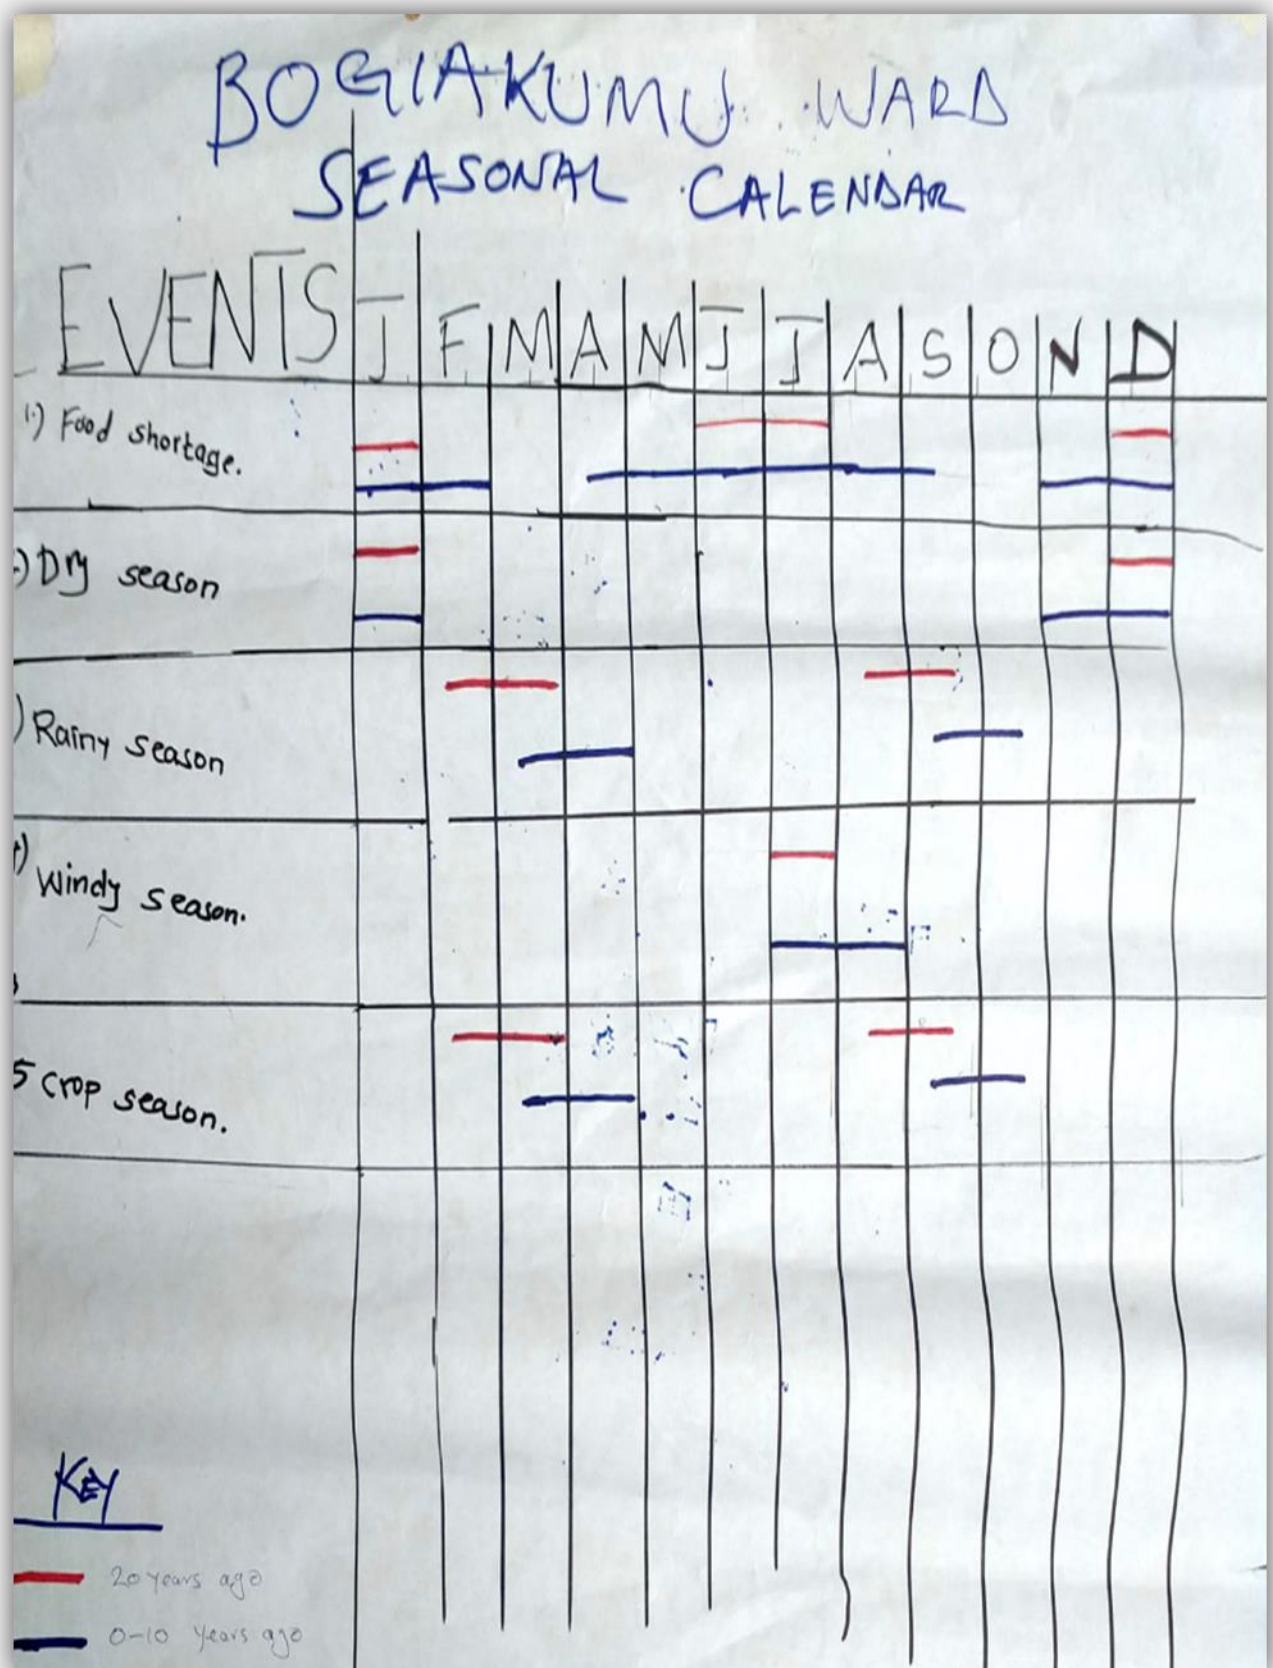 BOGIAKUMU WARD
SEASONAL CALENDAR
EVENTS J F M A M J J A S O N D
1.) Food shortage.
) Dry season
) Rainy season
) Windy season.
5 Crop season.
KEY
20 years ago
0-10 years ago